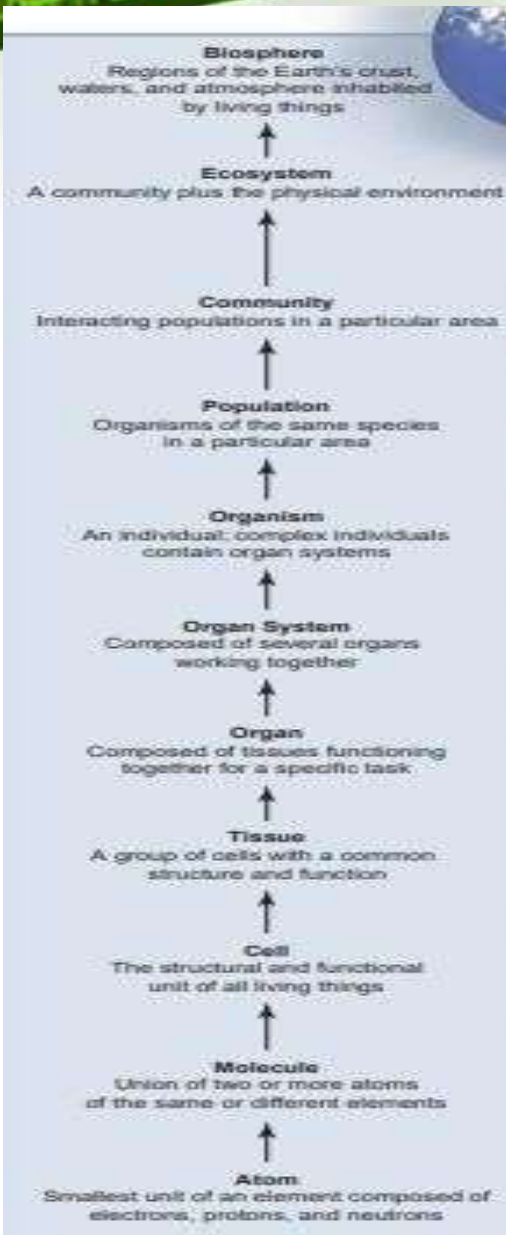 Biosphere
Regions of the Earth's crust,
waters, and atmosphere inhabited
by living things
Ecosystem
A community plus the physical environment
Community
Interacting populations in a particular area
Population
Organisms of the same species
in a particular area
Organism
An individual; complex individuals
contain organ systems
Organ System
Composed of several organs
working together
Organ
Composed of tissues functioning
together for a specific task
Tissue
A group of cells with a common
structure and function
Cell
The structural and functional
unit of all living things
Molecule
Union of two or more atoms
of the same or different elements
Atom
Smallest unit of an element composed of
electrons, protons, and neutrons